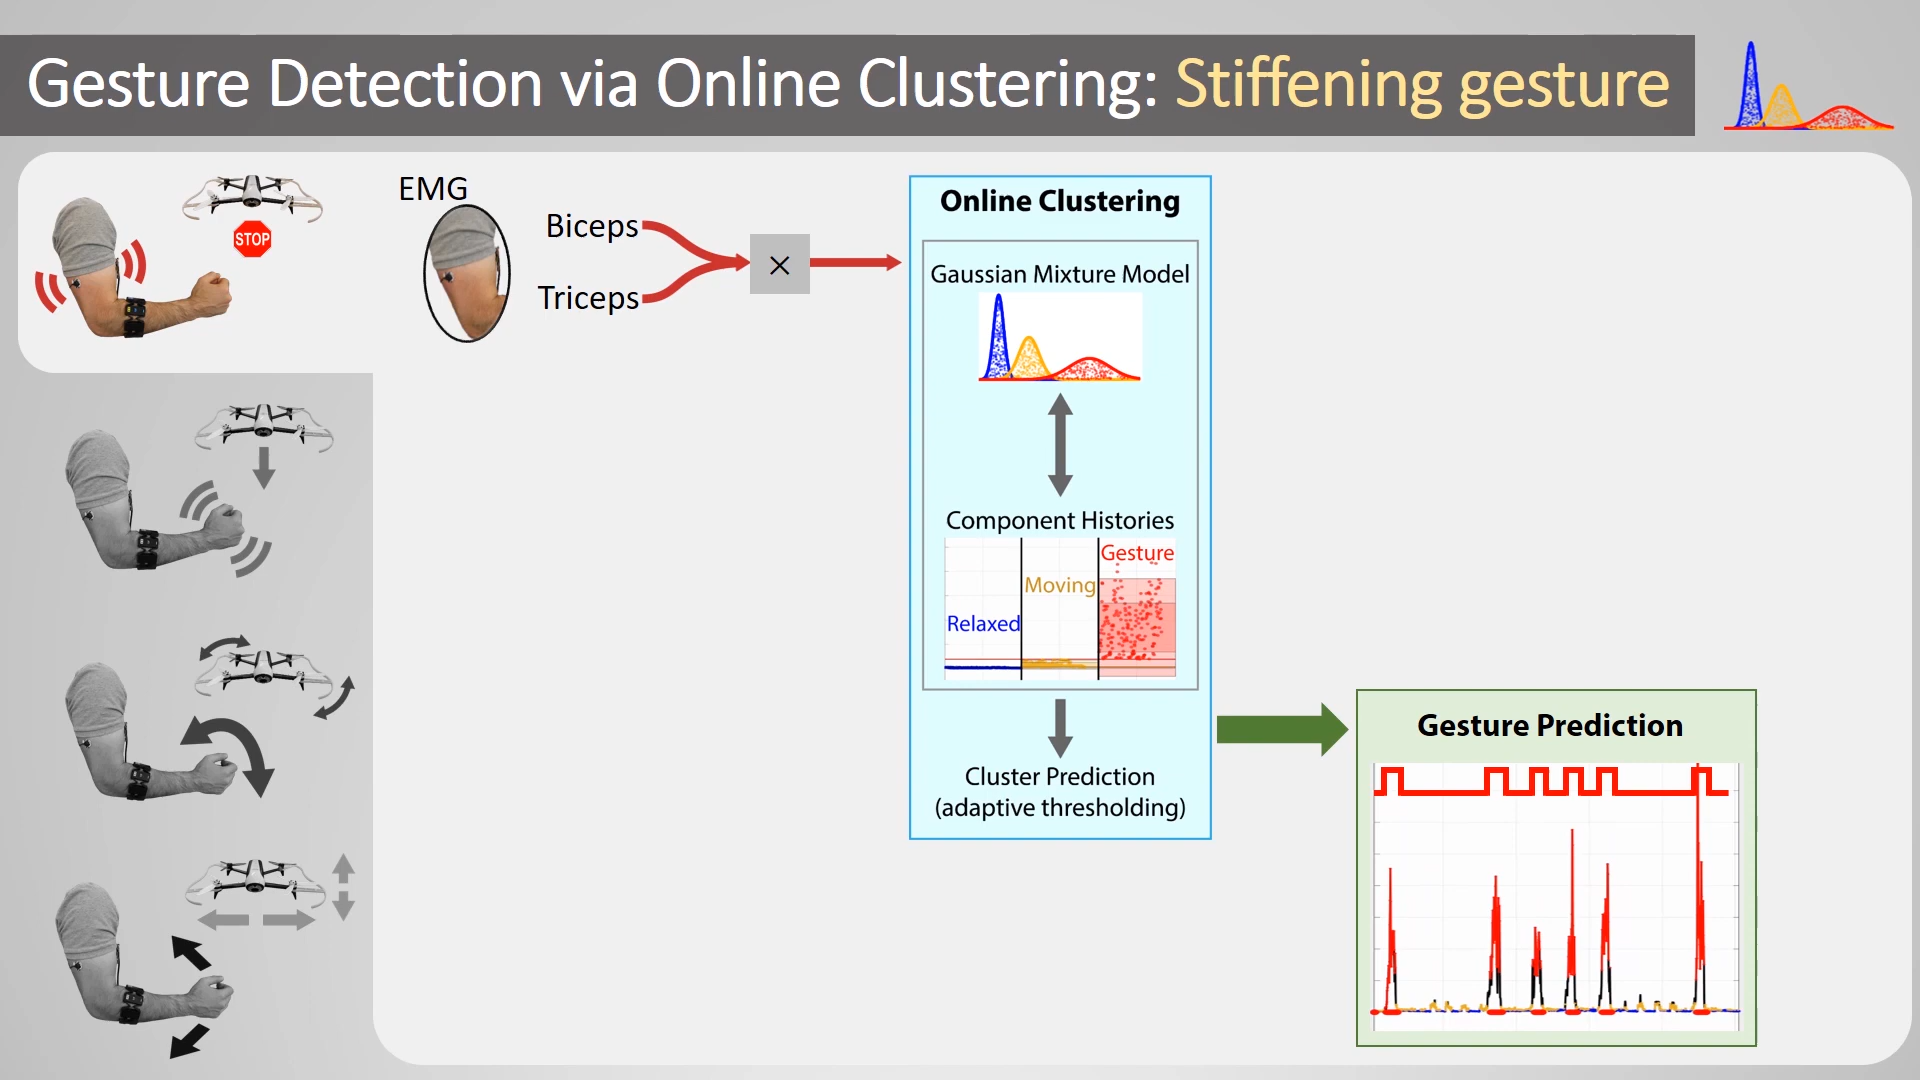 Gesture Detection via Online Clustering: Stiffening gesture
STOP
EMG
Biceps
Triceps
×
Online Clustering
Gaussian Mixture Model
Component Histories
Gesture
Moving
Relaxed
Cluster Prediction
(adaptive thresholding)
Gesture Prediction